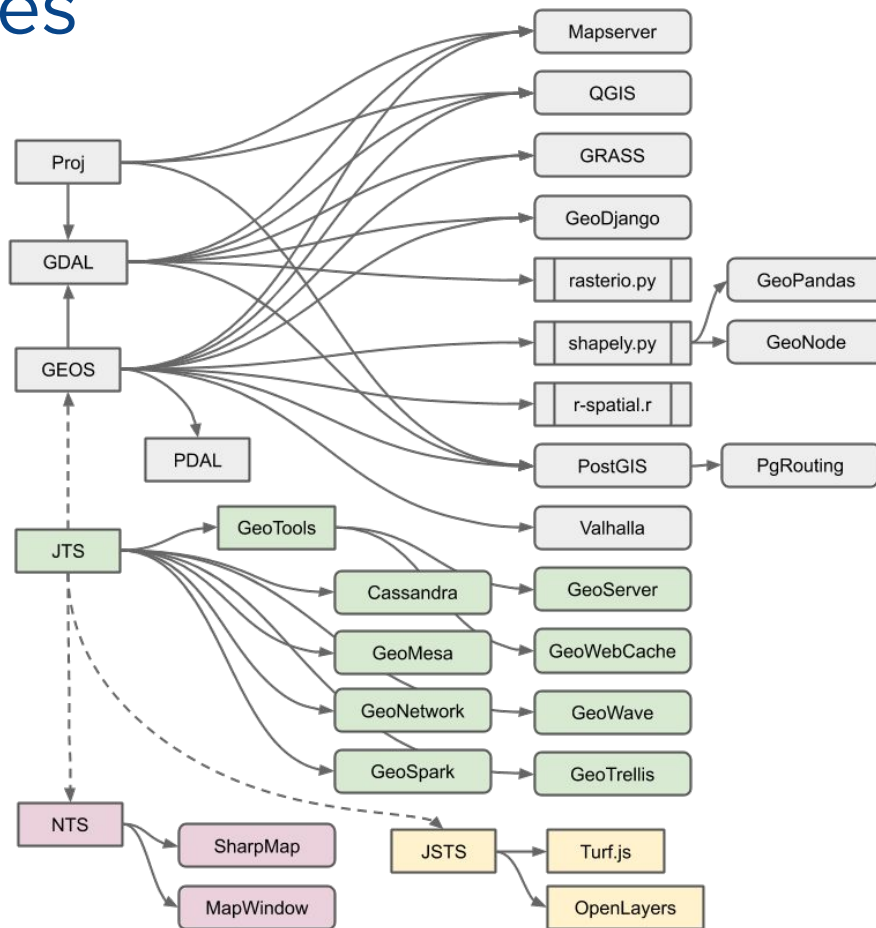 es
Mapserver
QGIS
Proj
GRASS
GeoDjango
GDAL
rasterio.py
GeoPandas
shapely.py
GeoNode
GEOS
r-spatial.r
PDAL
PostGIS
PgRouting
GeoTools
Valhalla
JTS
Cassandra
GeoServer
GeoMesa
GeoWebCache
GeoNetwork
GeoWave
GeoSpark
GeoTrellis
NTS
SharpMap
JSTS
Turf.js
MapWindow
OpenLayers